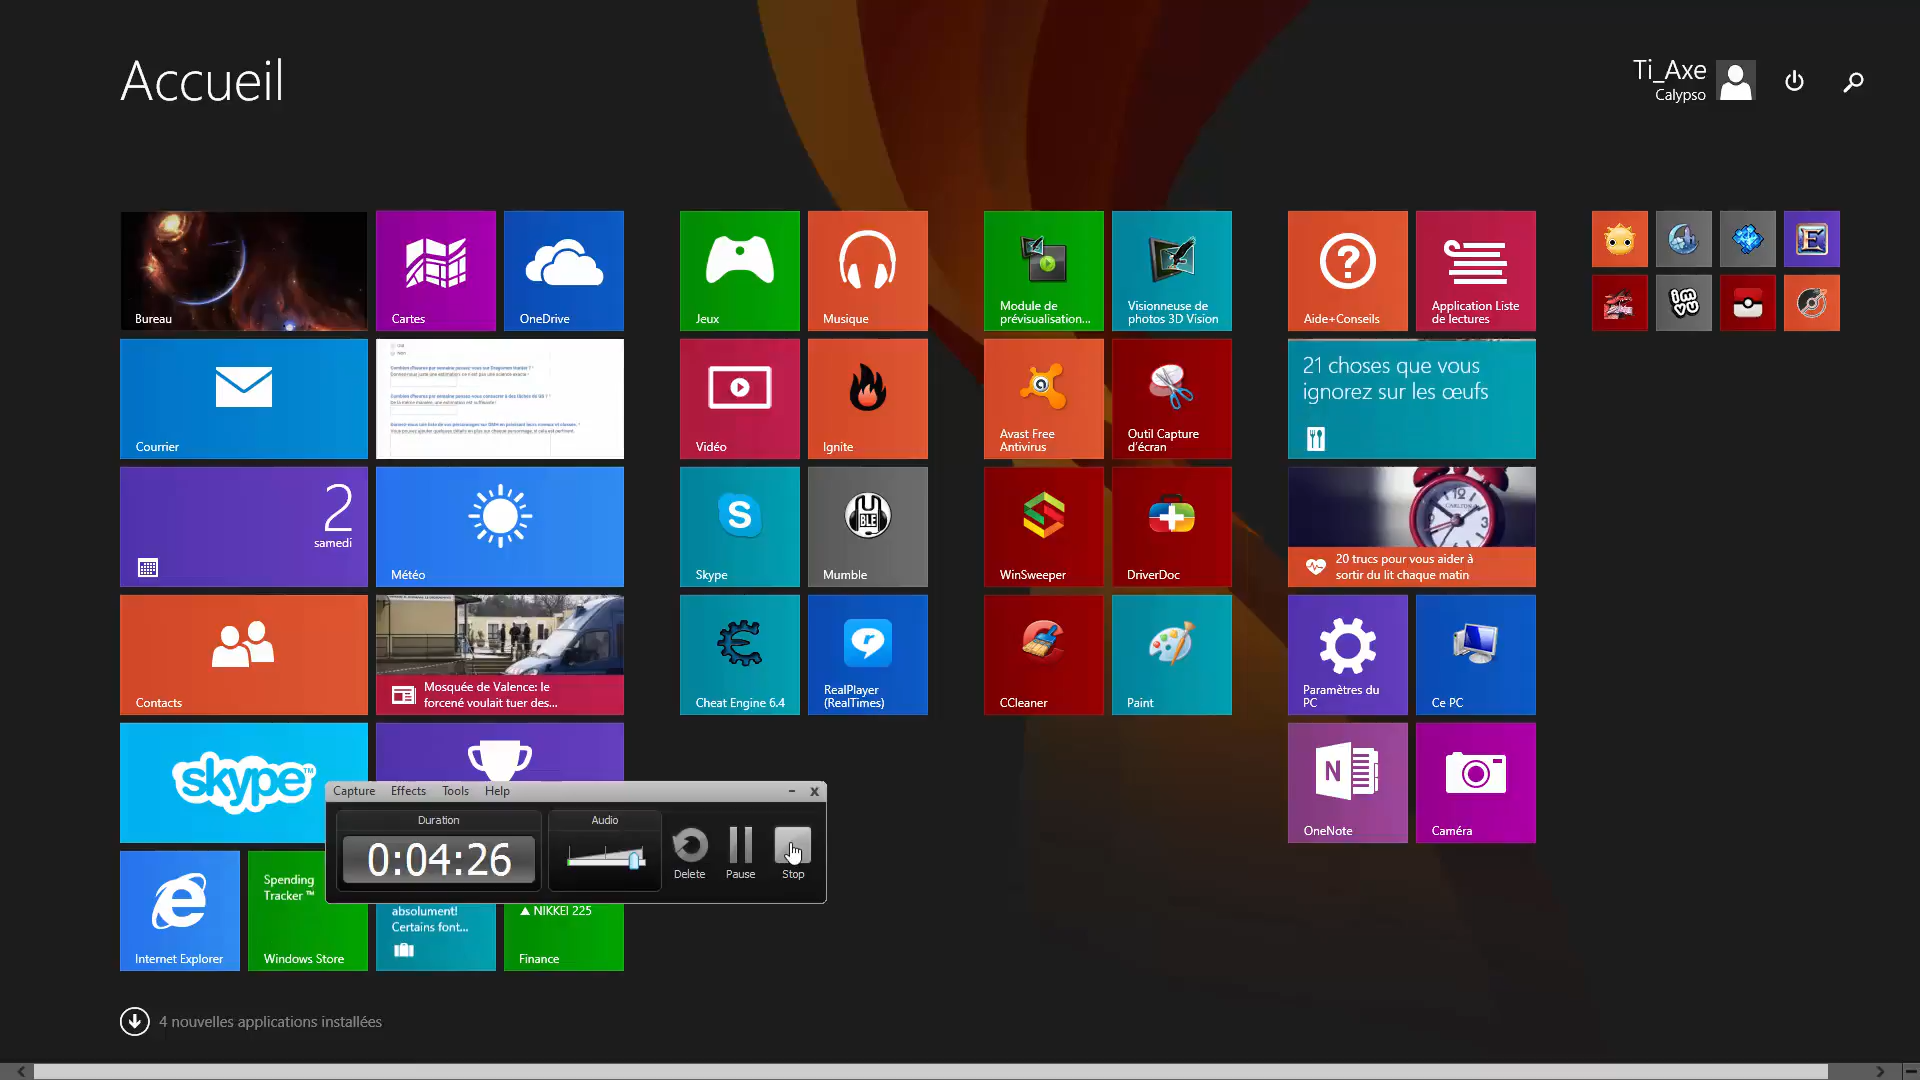 Accueil
Ti_Axe
Calypso
Bureau
Cartes
OneDrive
Jeux
Musique
Module de
prévisualisation...
Visionneuse de
photos 3D Vision
Aide+Conseils
Application Liste
de lectures
Courrier
Vidéo
Ignite
Avast Free
Antivirus
Outil Capture
d'écran
21 choses que vous
ignorez sur les œufs
2
samedi
Météo
Skype
Mumble
WinSweeper
DriverDoc
20 trucs pour vous aider à
sortir du lit chaque matin
Contacts
Mosquée de Valence: le
forcené voulait tuer des...
Cheat Engine 6.4
RealPlayer
(RealTimes)
CCleaner
Paint
Paramètres du
PC
Ce PC
skype™
Capture Effects Tools Help
Duration
Audio
0:04:26
Delete
Pause
Stop
OneNote
Caméra
Internet Explorer
Spending
Tracker ™
Windows Store
absolument!
Certains font...
▲ NIKKEI 225
Finance
4 nouvelles applications installées